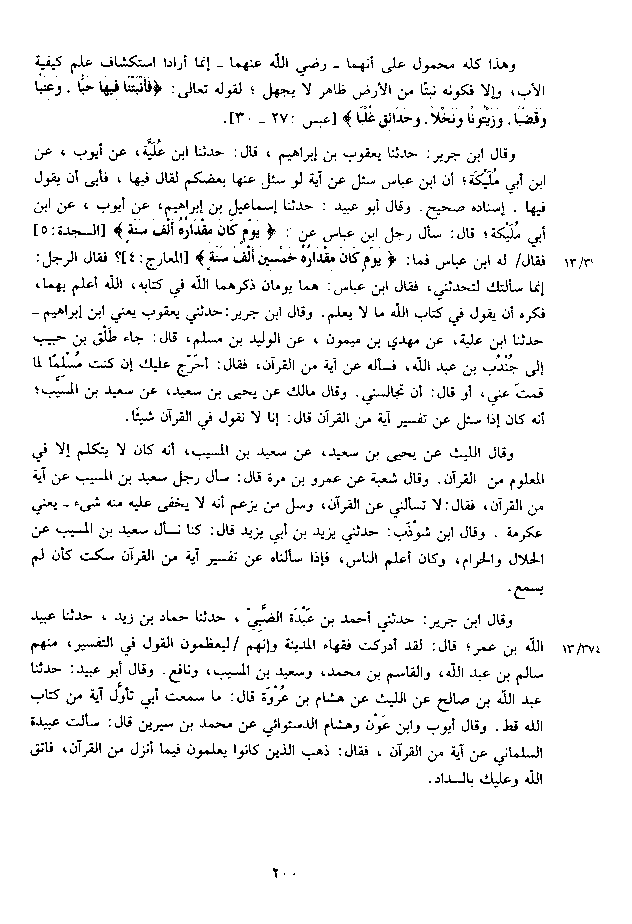 وهذا كله محمول على أنهما ـ رضي الله عنهما ـ إنما أرادا استكشاف علم كيفية
الأب، وإلا فكونه نبتًا من الأرض ظاهر لا يجهل ؛ لقوله تعالى: ﴿فَأَنْبَتْنَا فِيهَا حَبًّا . وَعِنَبًا
وَقَضْبًا . وَزَيْتُونًا وَنَخْلاً. وَحَدَائِقَ غُلْبًا ﴾ [عبس :٢٧ ـ ٣٠].
وقال ابن جرير: حدثنا يعقوب بن إبراهيم ، قال: حدثنا ابن عُلَيَّة، عن أيوب ، عن
ابن أبي مُلَيْكَة؛ أن ابن عباس سئل عن آية لو سئل عنها بعضكم لقال فيها ، فأبى أن يقول
فيها . إسناده صحيح. وقال أبو عبيد : حدثنا إسماعيل بن إبراهيم، عن أيوب ، عن ابن
أبي مُلَيْكة؛ قال: سأل رجل ابن عباس عن : ﴿ يَوْمٍ كَانَ مِقْدَارُهُ أَلْفَ سَنَةٍ ﴾ [السجدة:٥]
فقال/ له ابن عباس فما: ﴿ يَوْمٍ كَانَ مِقْدَارُهُ خَمْسِينَ أَلْفَ سَنَةٍ ﴾ [المعارج:٤]؟ فقال الرجل: ١٣/٣٧
إنما سألتك لتحدثني، فقال ابن عباس: هما يومان ذكرهما الله في كتابه، الله أعلم بهما،
فكره أن يقول في كتاب الله ما لا يعلم. وقال ابن جرير: حدثني يعقوب يعني ابن إبراهيم ـ
حدثنا ابن علية، عن مهدي بن ميمون ، عن الوليد بن مسلم، قال: جاء طَلْق بن حبيب
إلى جُنْدُب بن عبد الله، فسأله عن آية من القرآن، فقال: أحَرِّج عليك إن كنت مُسْلمًا لما
قمتَ عني، أو قال: أن تجالسني. وقال مالك عن يحيى بن سعيد، عن سعيد بن المسَيَّب؛
أنه كان إذا سئل عن تفسير آية من القرآن قال: إنا لا نقول في القرآن شيئًا.
وقال الليث عن يحيى بن سعيد، عن سعيد بن المسيب، أنه كان لا يتكلم إلا في
المعلوم من القرآن. وقال شعبة عن عمرو بن مرة قال: سأل رجل سعيد بن المسيب عن آية
من القرآن، فقال: لا تسألني عن القرآن، وسل من يزعم أنه لا يخفى عليه منه شىء ـ يعني
عكرمة . وقال ابن شَوْذَب: حدثني يزيد بن أبي يزيد قال: كنا نسأل سعيد بن المسيب عن
الحلال والحرام، وكان أعلم الناس، فإذا سألناه عن تفسير آية من القرآن سكت كأن لم
يسمع.
وقال ابن جرير: حدثني أحمد بن عَبْدَة الضَّبِّيّ ، حدثنا حماد بن زيد ، حدثنا عبيد
الله بن عمر؛ قال: لقد أدركت فقهاء المدينة وإنهم /ليعظمون القول في التفسير، منهم ١٣/٣٧٤
سالم بن عبد الله، والقاسم بن محمد، وسعيد بن المسيب، ونافع. وقال أبو عبيد: حدثنا
عبد الله بن صالح عن الليث عن هشام بن عُرْوَة قال: ما سمعت أبي تأوَّل آية من كتاب
الله قط. وقال أيوب وابن عَوْن وهشام الدستوائي عن محمد بن سيرين قال: سألت عبيدة
السلماني عن آية من القرآن ، فقال: ذهب الذين كانوا يعلمون فيما أنزل من القرآن، فاتق
الله وعليك بالسداد.
٢٠٠